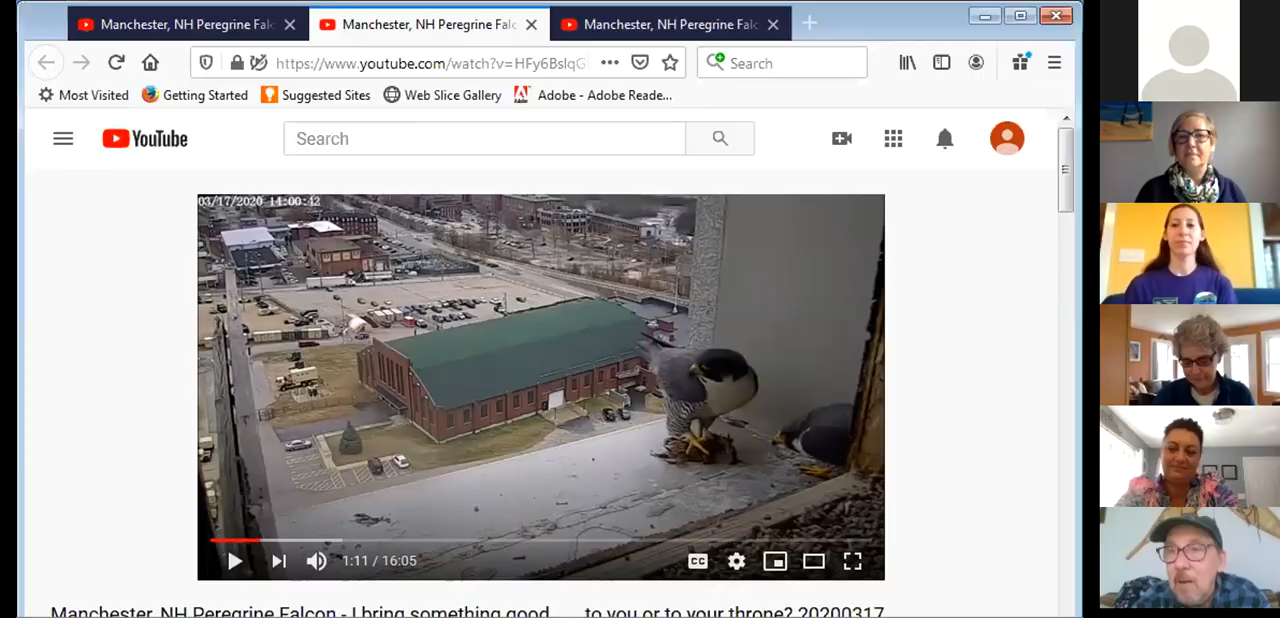 Manchester, NH Peregrine Falc
Manchester, NH Peregrine Falc
Manchester, NH Peregrine Falc
https://www.youtube.com/watch?v=HFy6BslqG
Search
Most Visited
Getting Started
Suggested Sites
Web Slice Gallery
Adobe - Adobe Reade...
YouTube
Search
03/17/2020 14:00:42
1:11 / 16:05
CC
Manchester, NH Peregrine Falcon - I bring something good ... to you or to your throne? 20200317